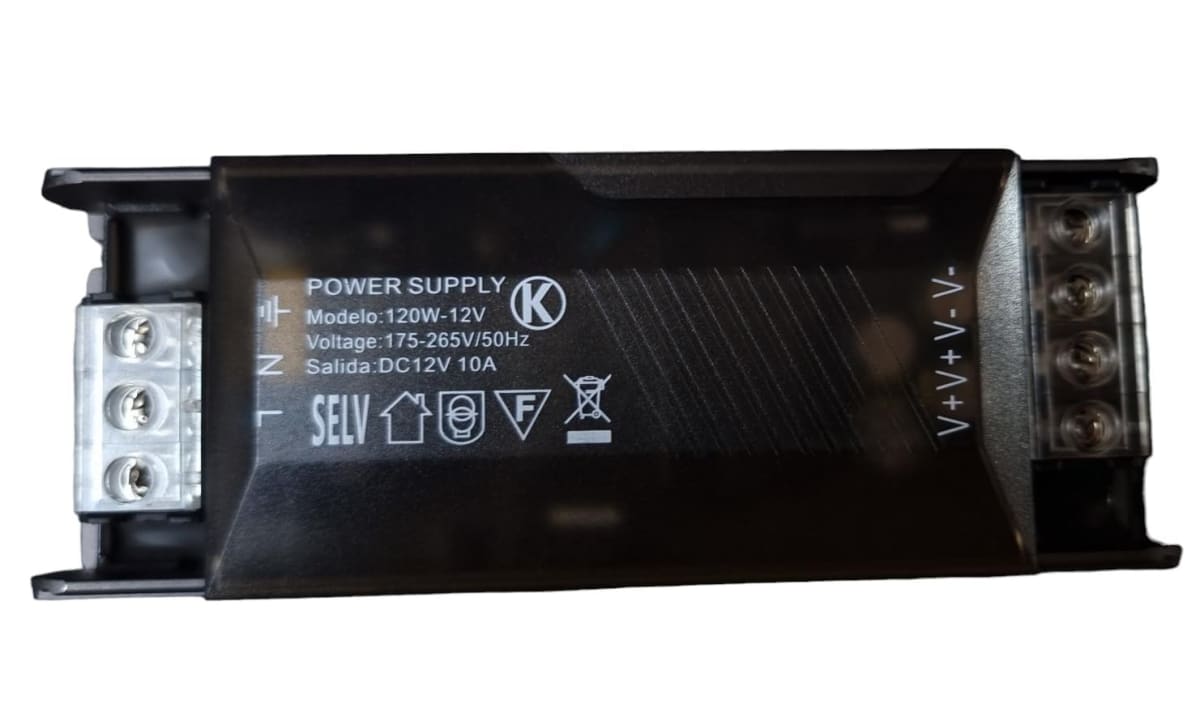 POWER SUPPLY
K
Modelo:120W-12V
Voltage:175-265V/50Hz
Salida:DC12V 10A
SELV
F
L N
V+V+V-V-